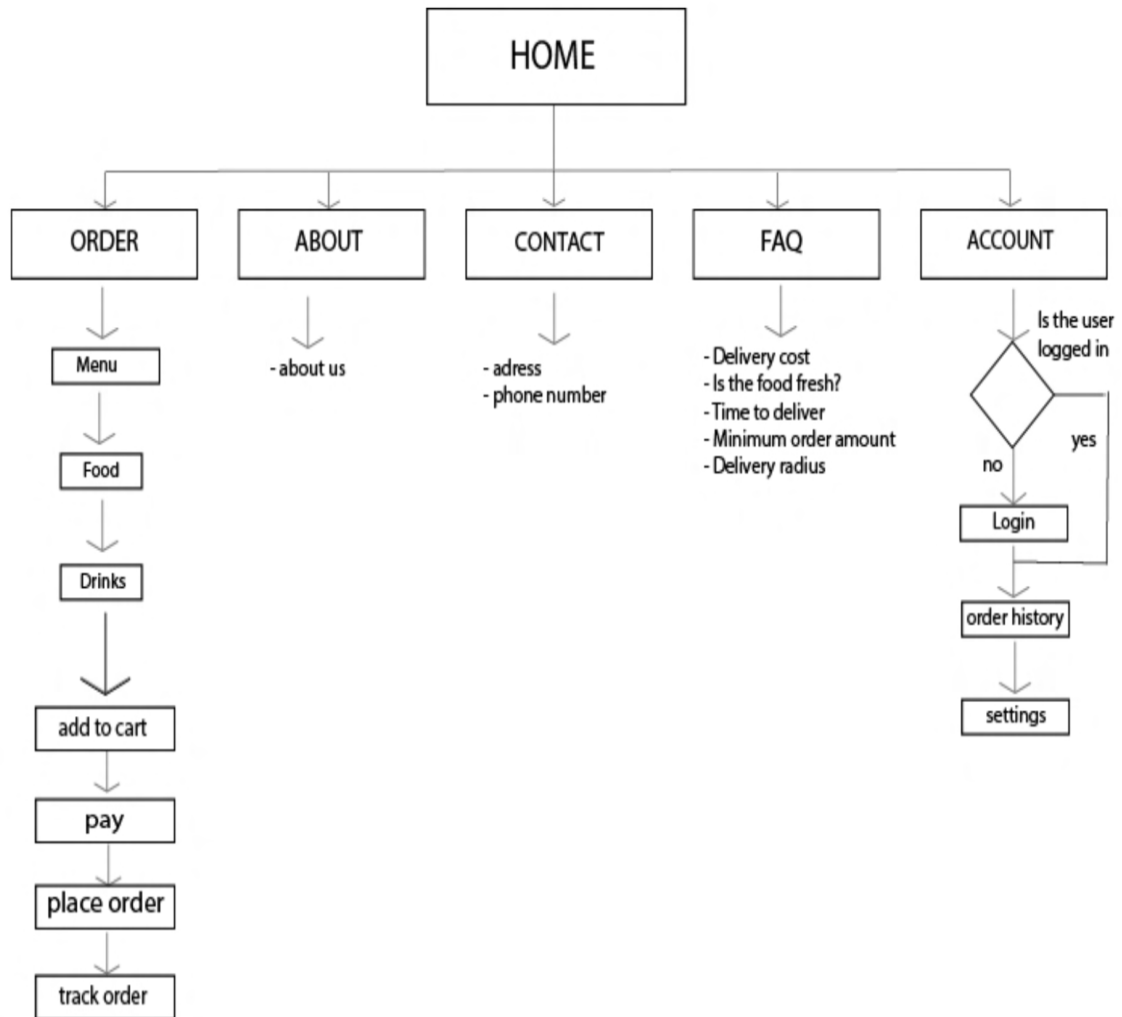 HOME
ORDER
ABOUT
CONTACT
FAQ
ACCOUNT
Menu
Food
Drinks
add to cart
pay
place order
track order
- about us
- adress
- phone number
- Delivery cost
- Is the food fresh?
- Time to deliver
- Minimum order amount
- Delivery radius
Is the user
logged in
yes
no
Login
order history
settings